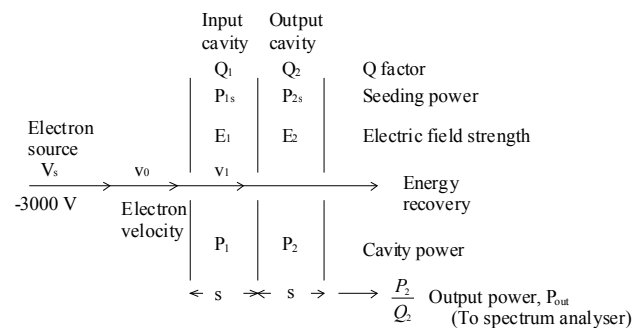 Input cavity
Output cavity
Q₁
Q₂
Q factor
P₁ₛ
P₂ₛ
Seeding power
Electron source
E₁
E₂
Electric field strength
Vₛ
v₀
v₁
-3000 V
Electron velocity
Energy recovery
P₁
P₂
Cavity power
s
s
P₂/Q₂ Output power, Pₒᵤₜ
(To spectrum analyser)